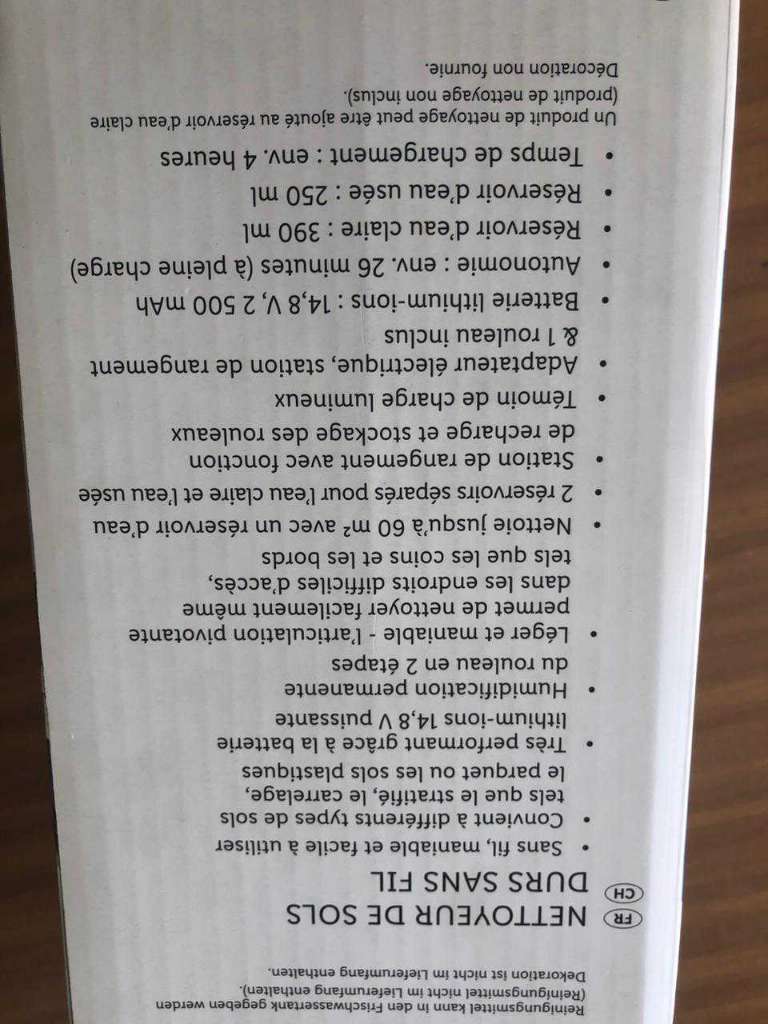 Reinigungsmittel kann in den Frischwassertank gegeben werden
(Reinigungsmittel nicht im Lieferumfang enthalten).
Dekoration ist nicht im Lieferumfang enthalten.
FR NETTOYEUR DE SOLS
CH DURS SANS FIL
• Sans fil, maniable et facile à utiliser
• Convient à différents types de sols
tels que le stratifié, le carrelage,
le parquet ou les sols plastiques
• Très performant grâce à la batterie
lithium-ions 14,8 V puissante
• Humidification permanente
du rouleau en 2 étapes
• Léger et maniable - l'articulation pivotante
permet de nettoyer facilement même
dans les endroits difficiles d'accès,
tels que les coins et les bords
• Nettoie jusqu'à 60 m² avec un réservoir d'eau
• 2 réservoirs séparés pour l'eau claire et l'eau usée
• Station de rangement avec fonction
de recharge et stockage des rouleaux
• Témoin de charge lumineux
• Adaptateur électrique, station de rangement
& 1 rouleau inclus
• Batterie lithium-ions : 14,8 V, 2 500 mAh
• Autonomie : env. 26 minutes (à pleine charge)
• Réservoir d'eau claire : 390 ml
• Réservoir d'eau usée : 250 ml
• Temps de chargement : env. 4 heures
Un produit de nettoyage peut être ajouté au réservoir d'eau claire
(produit de nettoyage non inclus).
Décoration non fournie.